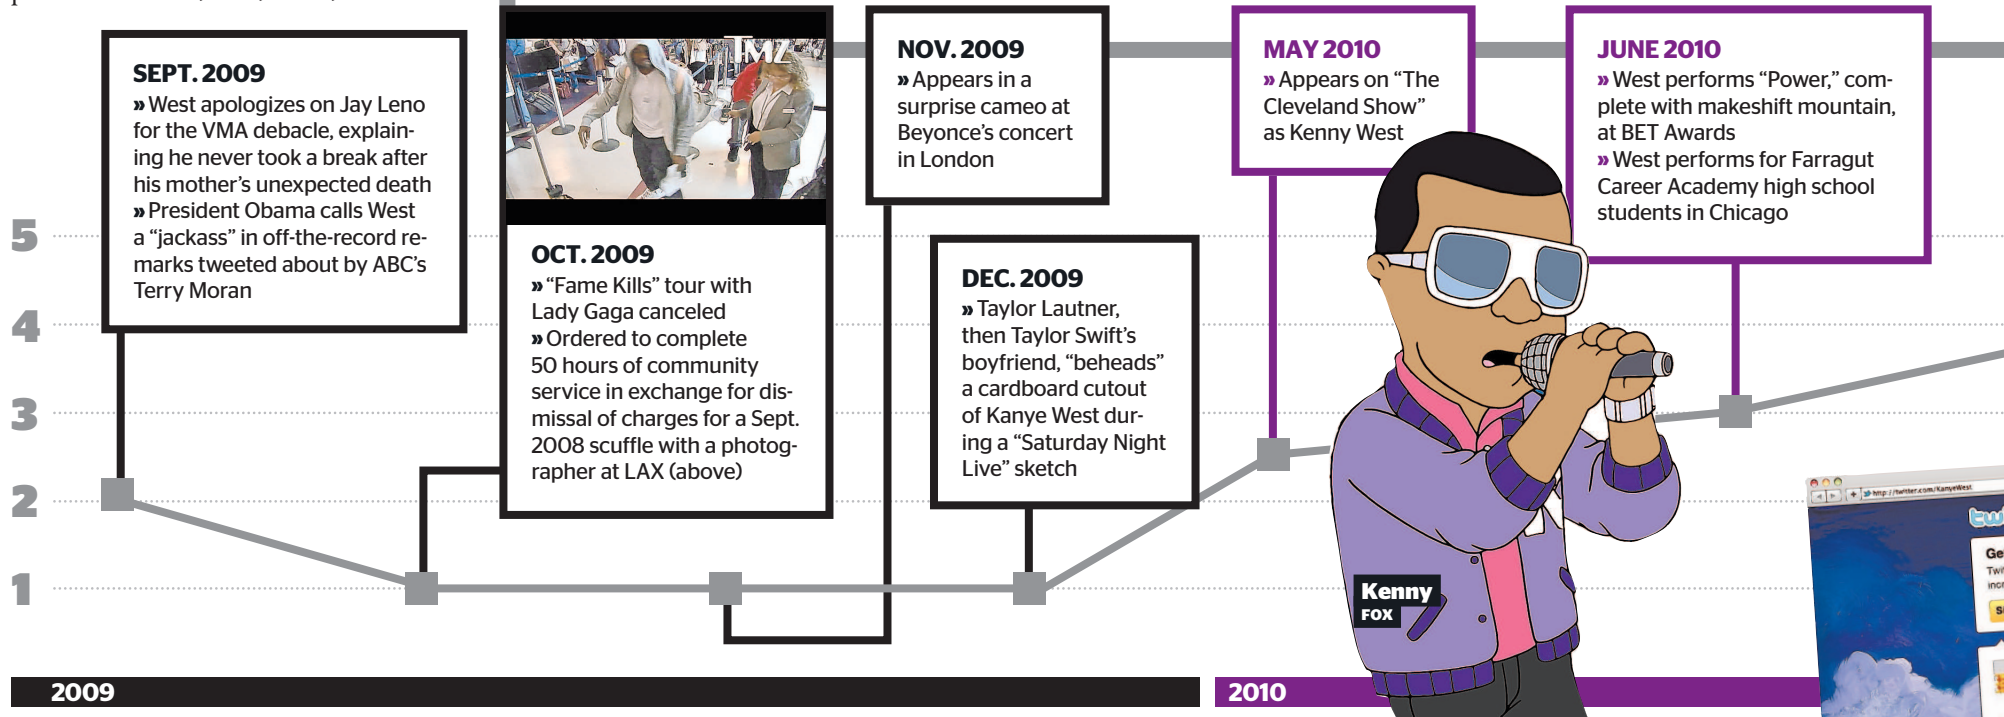 SEPT. 2009
» West apologizes on Jay Leno
for the VMA debacle, explain-
ing he never took a break after
his mother's unexpected death
» President Obama calls West
a “jackass” in off-the-record re-
marks tweeted about by ABC's
Terry Moran
TMZ
OCT. 2009
» “Fame Kills” tour with
Lady Gaga canceled
» Ordered to complete
50 hours of community
service in exchange for dis-
missal of charges for a Sept.
2008 scuffle with a photog-
rapher at LAX (above)
NOV. 2009
» Appears in a
surprise cameo at
Beyonce's concert
in London
DEC. 2009
» Taylor Lautner,
then Taylor Swift's
boyfriend, “beheads”
a cardboard cutout
of Kanye West dur-
ing a “Saturday Night
Live” sketch
MAY 2010
» Appears on “The
Cleveland Show”
as Kenny West
JUNE 2010
» West performs “Power,” com-
plete with makeshift mountain,
at BET Awards
» West performs for Farragut
Career Academy high school
students in Chicago
5
4
3
2
1
Kenny
FOX
http://twitter.com/KanyeWest
2009
2010